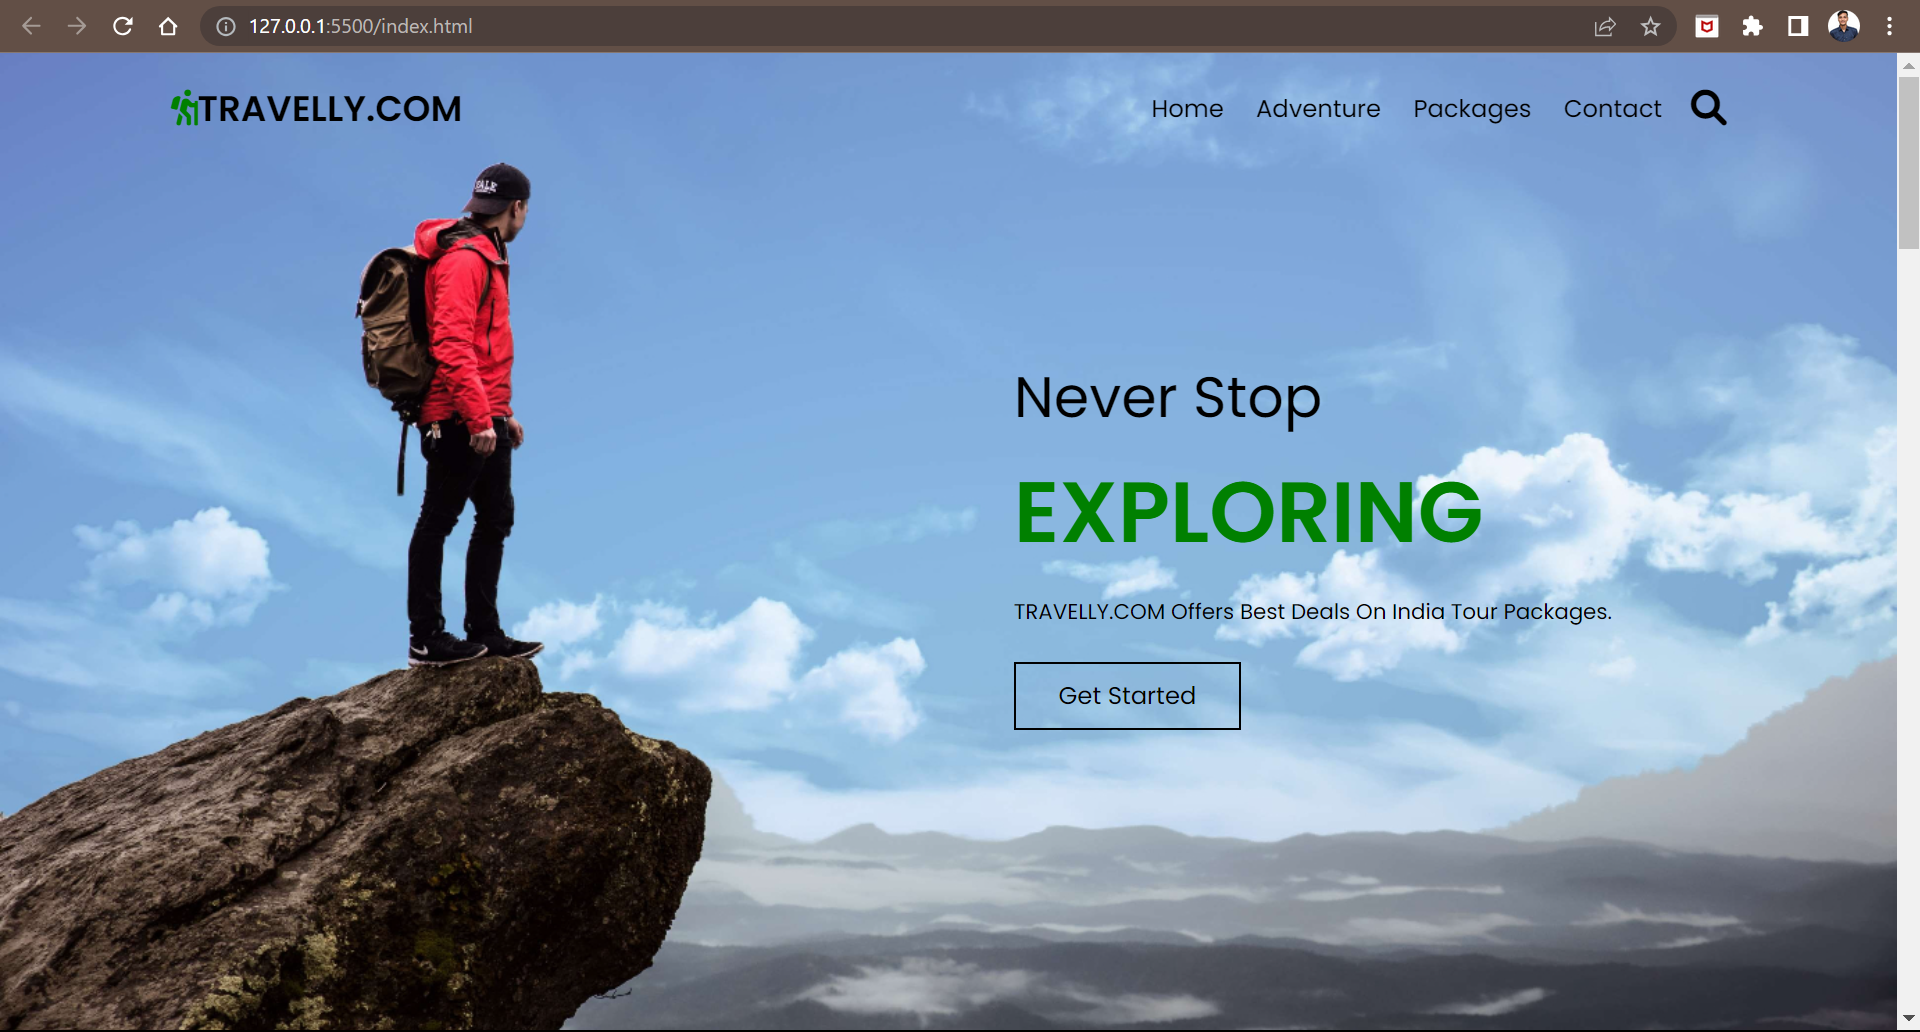 127.0.0.1:5500/index.html
TRAVELLY.COM
Home Adventure Packages Contact
Never Stop
EXPLORING
TRAVELLY.COM Offers Best Deals On India Tour Packages.
Get Started